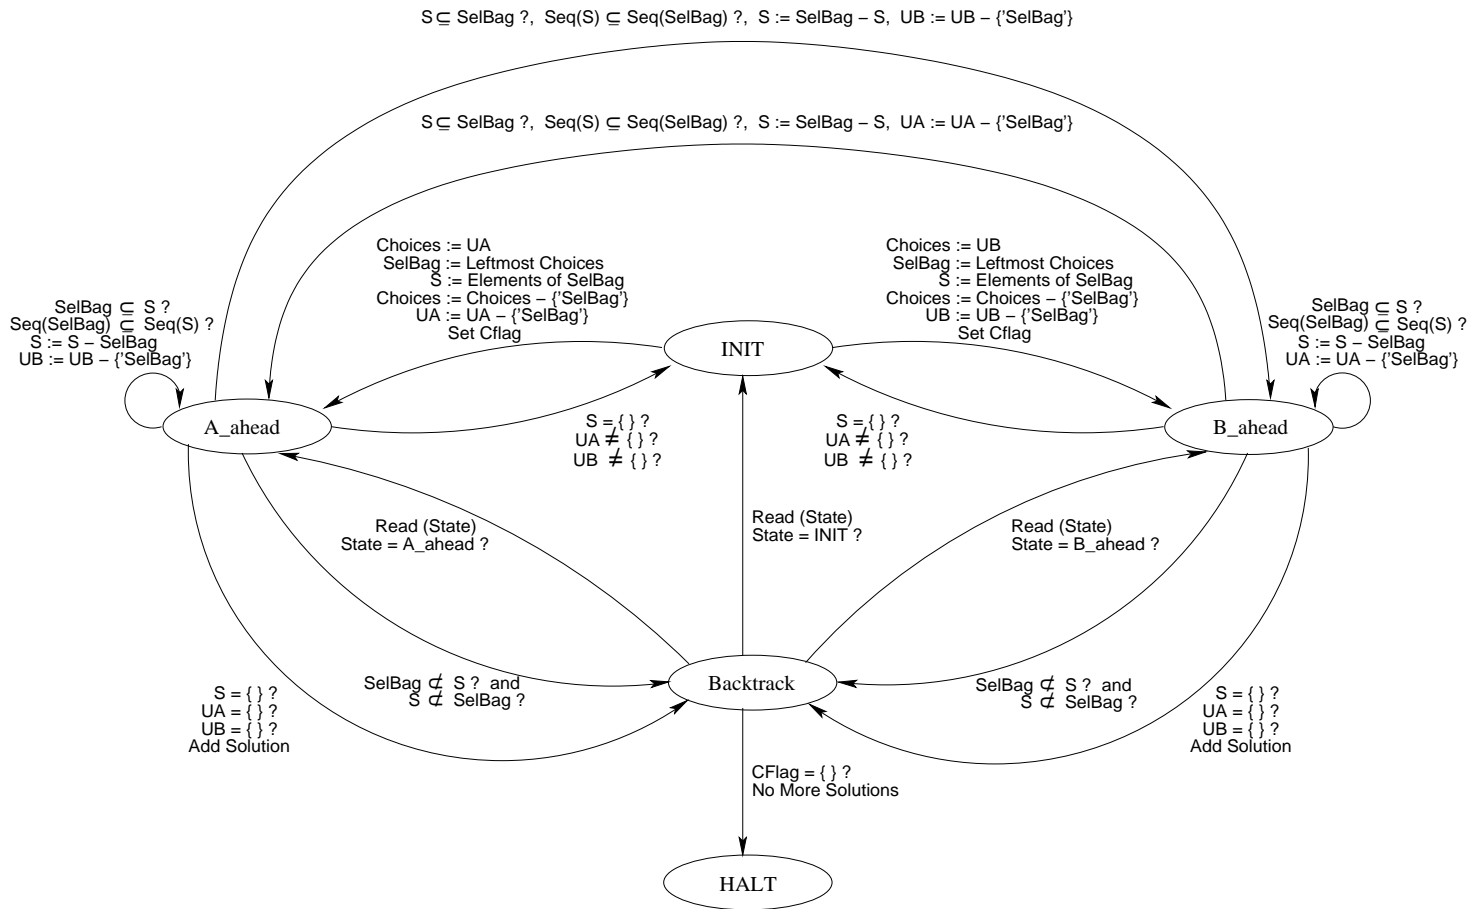 S ⊆ SelBag ?, Seq(S) ⊆ Seq(SelBag) ?, S := SelBag − S, UB := UB − {'SelBag'}
S ⊆ SelBag ?, Seq(S) ⊆ Seq(SelBag) ?, S := SelBag − S, UA := UA − {'SelBag'}
Choices := UA
SelBag := Leftmost Choices
S := Elements of SelBag
Choices := Choices − {'SelBag'}
UA := UA − {'SelBag'}
Set Cflag
Choices := UB
SelBag := Leftmost Choices
S := Elements of SelBag
Choices := Choices − {'SelBag'}
UB := UB − {'SelBag'}
Set Cflag
SelBag ⊆ S ?
Seq(SelBag) ⊆ Seq(S) ?
S := S − SelBag
UB := UB − {'SelBag'}
SelBag ⊆ S ?
Seq(SelBag) ⊆ Seq(S) ?
S := S − SelBag
UA := UA − {'SelBag'}
INIT
A_ahead
B_ahead
S = { } ?
UA ≠ { } ?
UB ≠ { } ?
S = { } ?
UA ≠ { } ?
UB ≠ { } ?
Read (State)
State = A_ahead ?
Read (State)
State = INIT ?
Read (State)
State = B_ahead ?
Backtrack
S = { } ?
UA = { } ?
UB = { } ?
Add Solution
SelBag ⊄ S ? and
S ⊄ SelBag ?
SelBag ⊄ S ? and
S ⊄ SelBag ?
S = { } ?
UA = { } ?
UB = { } ?
Add Solution
CFlag = { } ?
No More Solutions
HALT